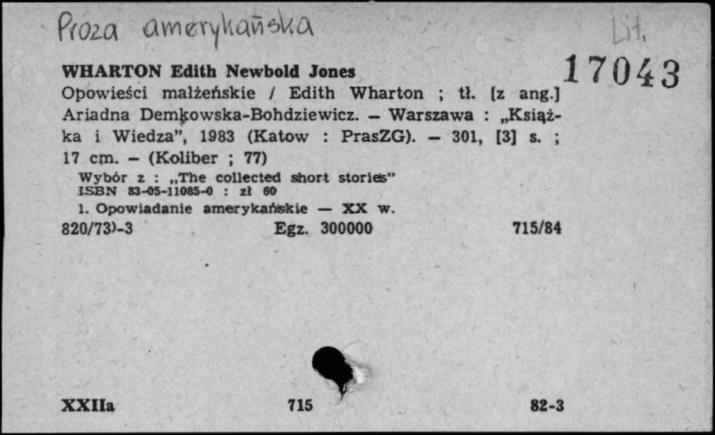 Proza amerykańska
Lit.
17043
WHARTON Edith Newbold Jones
Opowieści małżeńskie / Edith Wharton ; tł. [z ang.]
Ariadna Demkowska-Bohdziewicz. — Warszawa : „Książ-
ka i Wiedza”, 1983 (Katow : PrasZG). — 301, [3] s. ;
17 cm. — (Koliber ; 77)
Wybór z : „The collected short stories”
ISBN 83-05-11085-0 : zł 60
1. Opowiadanie amerykańskie — XX w.
820/73)-3 Egz. 300000 715/84
XXIIa 715 82-3